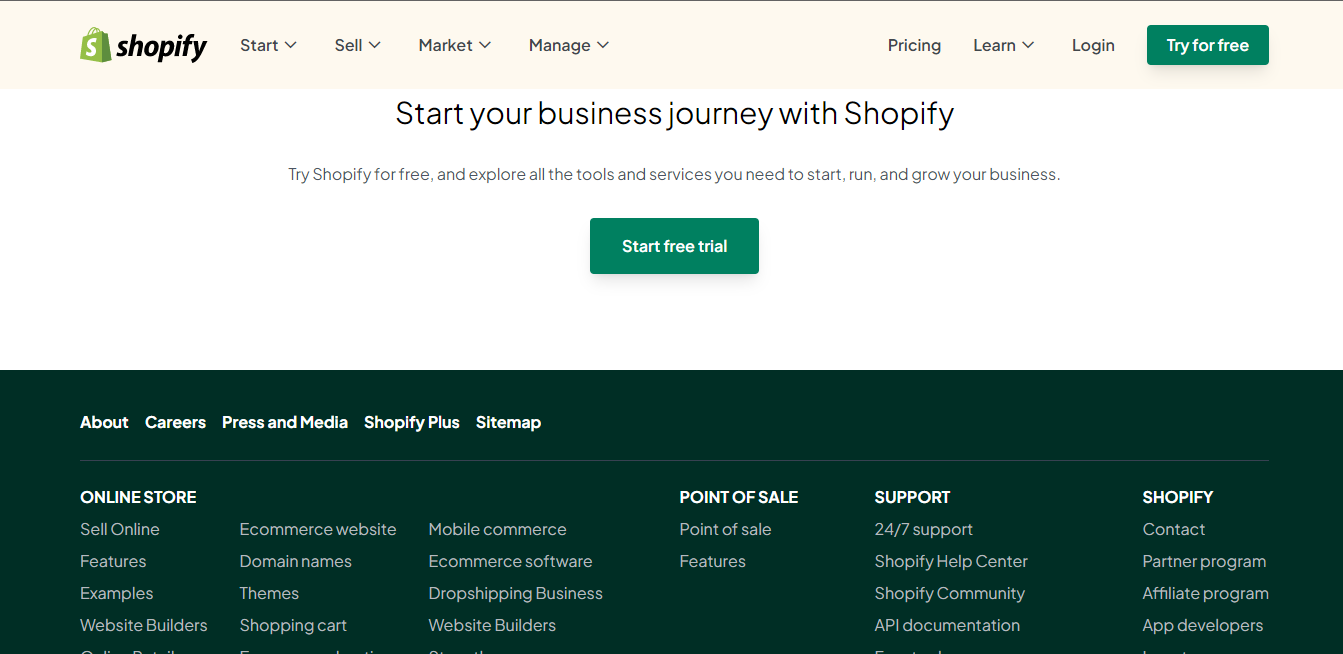 shopify Start Sell Market Manage Pricing Learn Login Try for free
Start your business journey with Shopify
Try Shopify for free, and explore all the tools and services you need to start, run, and grow your business.
Start free trial
About Careers Press and Media Shopify Plus Sitemap
ONLINE STORE POINT OF SALE SUPPORT SHOPIFY
Sell Online Ecommerce website Mobile commerce Point of sale 24/7 support Contact
Features Domain names Ecommerce software Features Shopify Help Center Partner program
Examples Themes Dropshipping Business Shopify Community Affiliate program
Website Builders Shopping cart Website Builders API documentation App developers